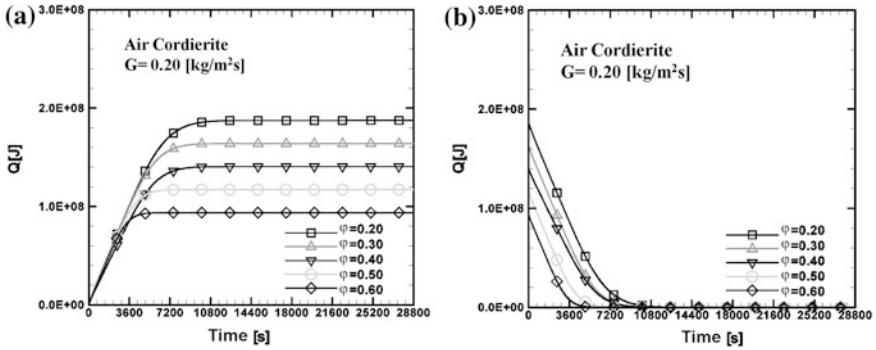 (a)
3.0E+08
Air Cordierite
G= 0.20 [kg/m²s]
2.0E+08
Q[J]
1.0E+08
φ=0.20
φ=0.30
φ=0.40
φ=0.50
φ=0.60
0.0E+00
0 3600 7200 10800 14400 18000 21600 25200 28800
Time [s]
(b)
3.0E+08
Air Cordierite
G= 0.20 [kg/m²s]
2.0E+08
Q[J]
1.0E+08
φ=0.20
φ=0.30
φ=0.40
φ=0.50
φ=0.60
0.0E+00
0 3600 7200 10800 14400 18000 21600 25200 28800
Time [s]